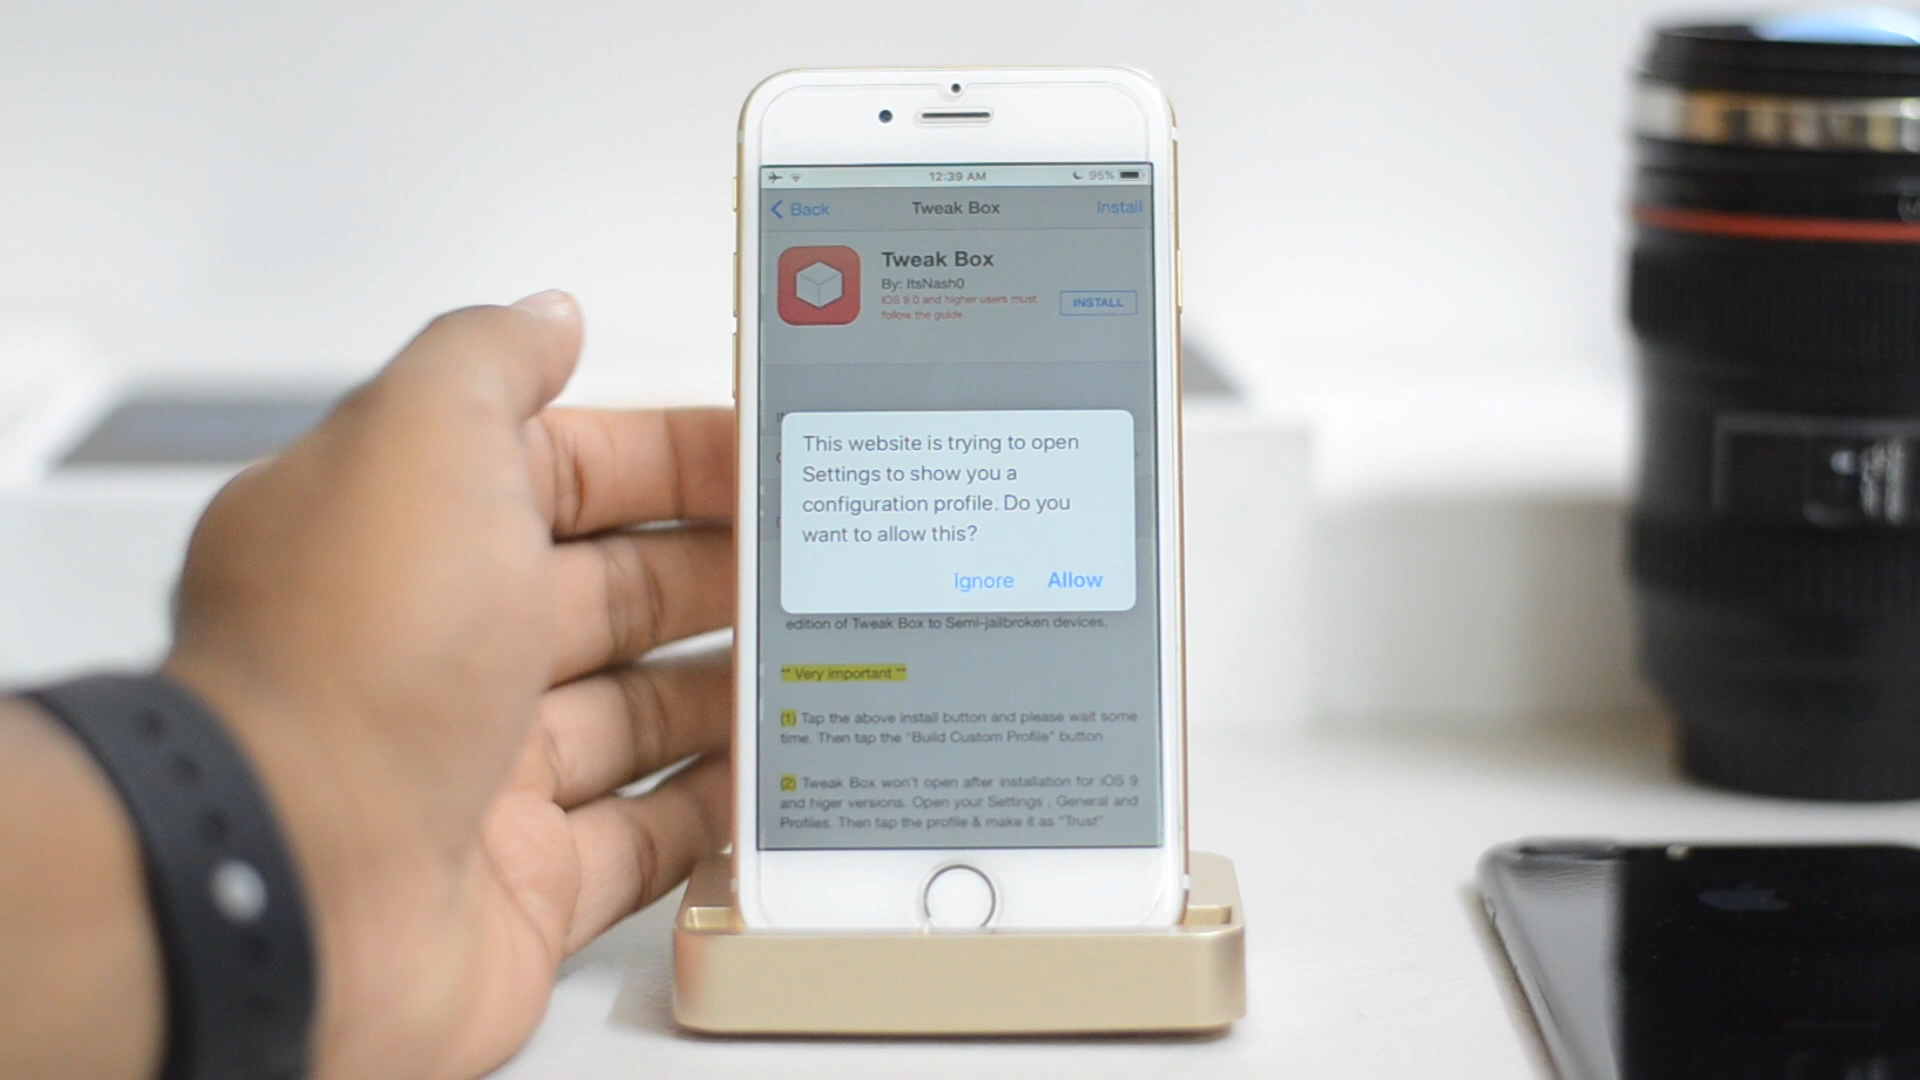 12:39 AM
95%
Back
Tweak Box
Install
Tweak Box
By: ItsNash0
iOS 9.0 and higher users must
follow the guide.
INSTALL
This website is trying to open
Settings to show you a
configuration profile. Do you
want to allow this?
Ignore Allow
edition of Tweak Box to Semi-jailbroken devices.
** Very important **
(1) Tap the above install button and please wait some
time. Then tap the "Build Custom Profile" button
(2) Tweak Box won't open after installation for iOS 9
and higer versions. Open your Settings , General and
Profiles. Then tap the profile & make it as "Trust"